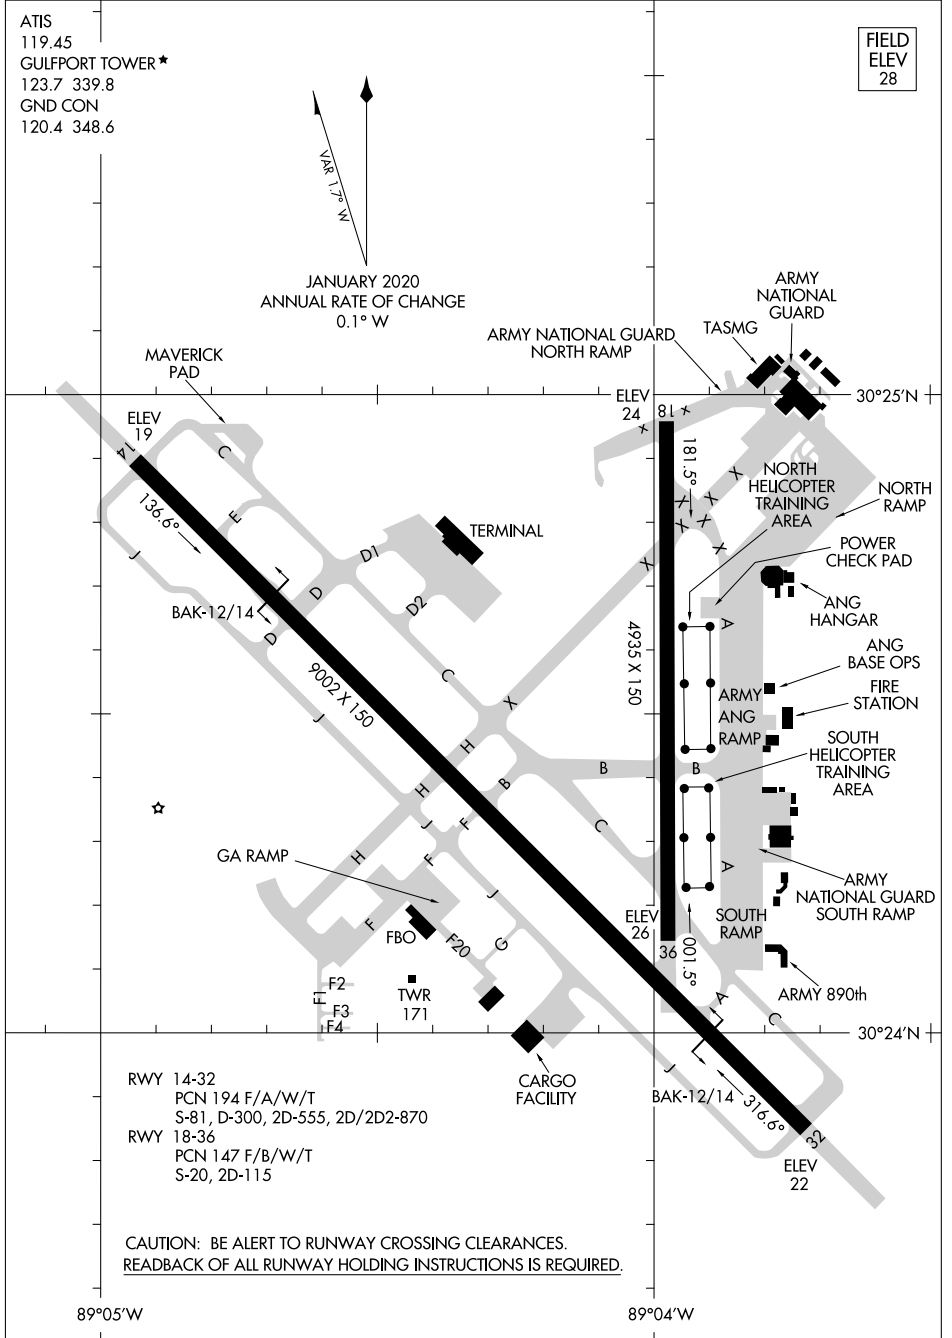 ATIS
119.45
GULFPORT TOWER
123.7 339.8
GND CON
120.4 348.6
FIELD
ELEV
28
VAR 1.7° W
JANUARY 2020
ANNUAL RATE OF CHANGE
0.1° W
ARMY
NATIONAL
GUARD
TASMG
ARMY NATIONAL GUARD
NORTH RAMP
MAVERICK
PAD
30°25'N
ELEV
24
18
X
X
ELEV
19
14
C
181.5°
X
X
X
X
X
X
X
X
NORTH
HELICOPTER
TRAINING
AREA
NORTH
RAMP
136.6°
E
TERMINAL
D1
J
POWER
CHECK PAD
D
D2
BAK-12/14
D
A
ANG
HANGAR
4935 X 150
9002 X 150
C
J
X
ARMY
ANG
RAMP
ANG
BASE OPS
FIRE
STATION
H
B
B
B
SOUTH
HELICOPTER
TRAINING
AREA
H
J
F
C
H
F
GA RAMP
A
J
ARMY
NATIONAL GUARD
SOUTH RAMP
F
FBO
F20
G
ELEV
26
36
001.5°
SOUTH
RAMP
F2
F1
F3
F4
TWR
171
ARMY 890th
A
C
30°24'N
J
CARGO
FACILITY
BAK-12/14
316.6°
32
ELEV
22
RWY 14-32
PCN 194 F/A/W/T
S-81, D-300, 2D-555, 2D/2D2-870
RWY 18-36
PCN 147 F/B/W/T
S-20, 2D-115
CAUTION: BE ALERT TO RUNWAY CROSSING CLEARANCES.
READBACK OF ALL RUNWAY HOLDING INSTRUCTIONS IS REQUIRED.
89°05'W
89°04'W